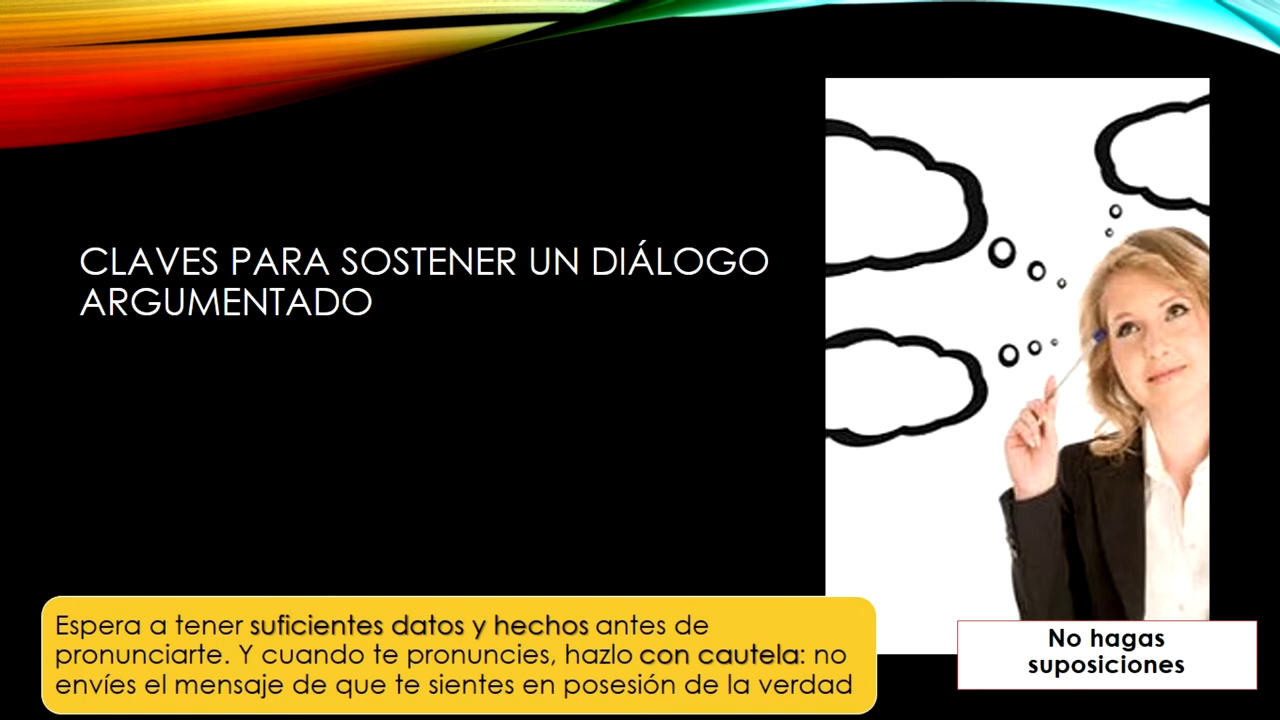 CLAVES PARA SOSTENER UN DIÁLOGO
ARGUMENTADO
Espera a tener suficientes datos y hechos antes de
pronunciarte. Y cuando te pronuncies, hazlo con cautela: no
envíes el mensaje de que te sientes en posesión de la verdad
No hagas
suposiciones